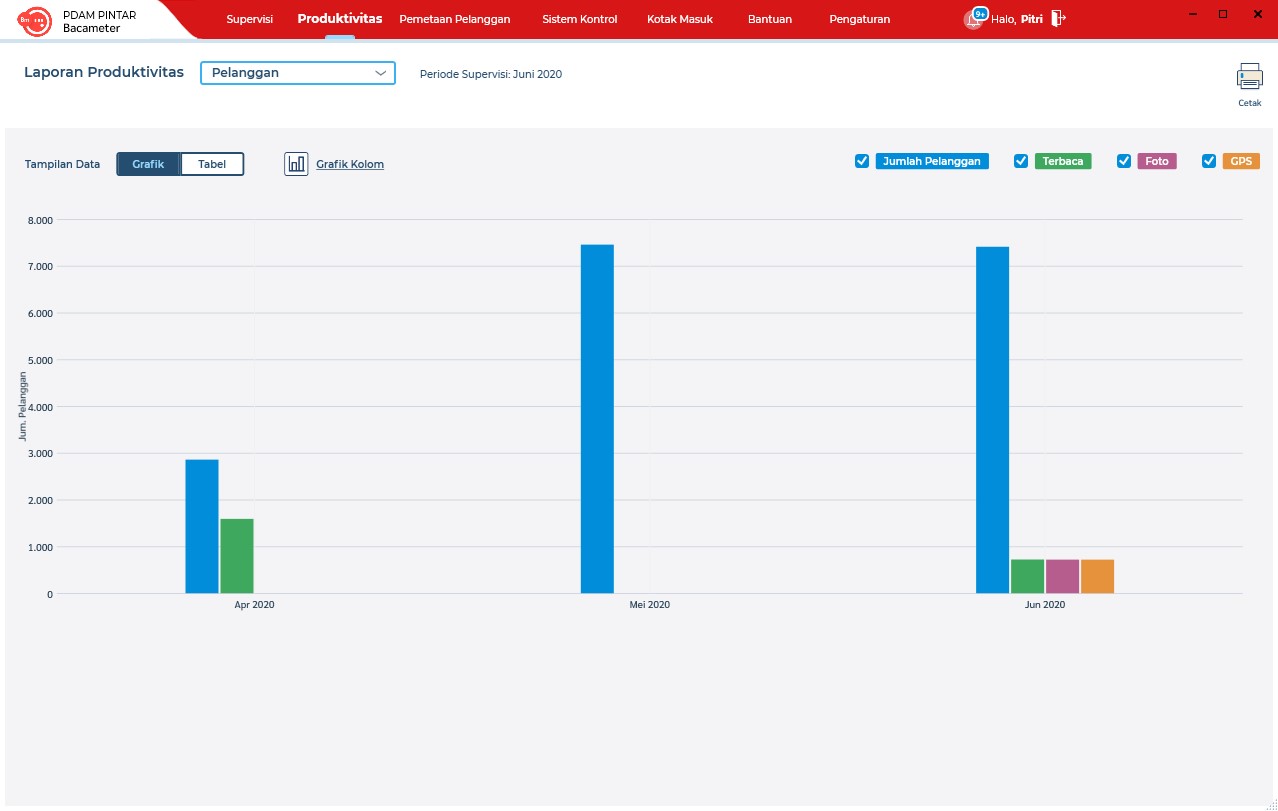 PDAM PINTAR
Bacameter
Supervisi
Produktivitas
Pemetaan Pelanggan
Sistem Kontrol
Kotak Masuk
Bantuan
Pengaturan
9+
Halo, Pitri
Laporan Produktivitas
Pelanggan
Periode Supervisi: Juni 2020
Cetak
Tampilan Data
Grafik
Tabel
Grafik Kolom
Jumlah Pelanggan
Terbaca
Foto
GPS
Jum. Pelanggan
8.000
7.000
6.000
5.000
4.000
3.000
2.000
1.000
0
Apr 2020
Mei 2020
Jun 2020